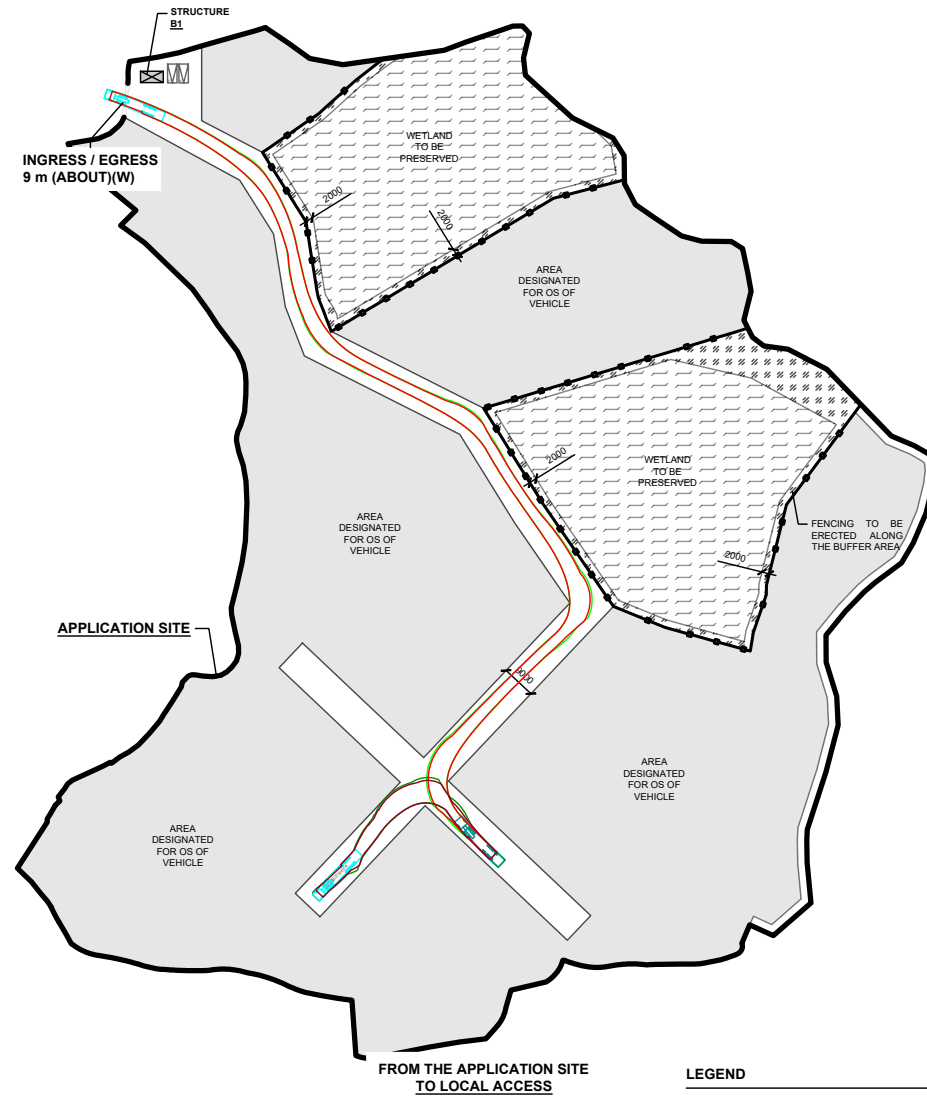 STRUCTURE
B1
INGRESS / EGRESS
9 m (ABOUT)(W)
WETLAND
TO BE
PRESERVED
2000
2000
AREA
DESIGNATED
FOR OS OF
VEHICLE
WETLAND
TO BE
PRESERVED
2000
2000
FENCING TO BE
ERECTED ALONG
THE BUFFER AREA
AREA
DESIGNATED
FOR OS OF
VEHICLE
APPLICATION SITE
AREA
DESIGNATED
FOR OS OF
VEHICLE
AREA
DESIGNATED
FOR OS OF
VEHICLE
FROM THE APPLICATION SITE
TO LOCAL ACCESS
LEGEND